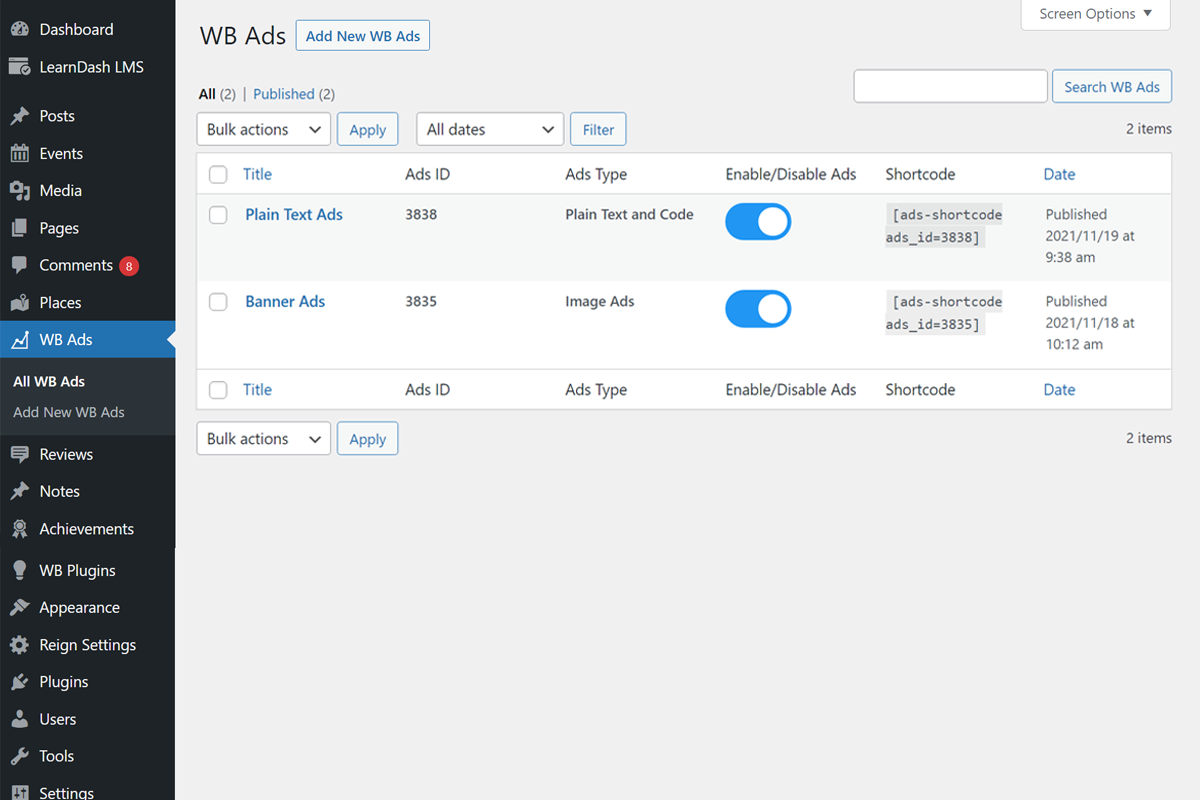 Dashboard
LearnDash LMS
Posts
Events
Media
Pages
Comments 8
Places
WB Ads
All WB Ads
Add New WB Ads
Reviews
Notes
Achievements
WB Plugins
Appearance
Reign Settings
Plugins
Users
Tools
Settings
Screen Options ▼
WB Ads Add New WB Ads
All (2) | Published (2)
Search WB Ads
Bulk actions Apply All dates Filter 2 items
Title Ads ID Ads Type Enable/Disable Ads Shortcode Date
Plain Text Ads 3838 Plain Text and Code [ads-shortcode Published
ads_id=3838] 2021/11/19 at
9:38 am
Banner Ads 3835 Image Ads [ads-shortcode Published
ads_id=3835] 2021/11/18 at
10:12 am
Title Ads ID Ads Type Enable/Disable Ads Shortcode Date
Bulk actions Apply 2 items